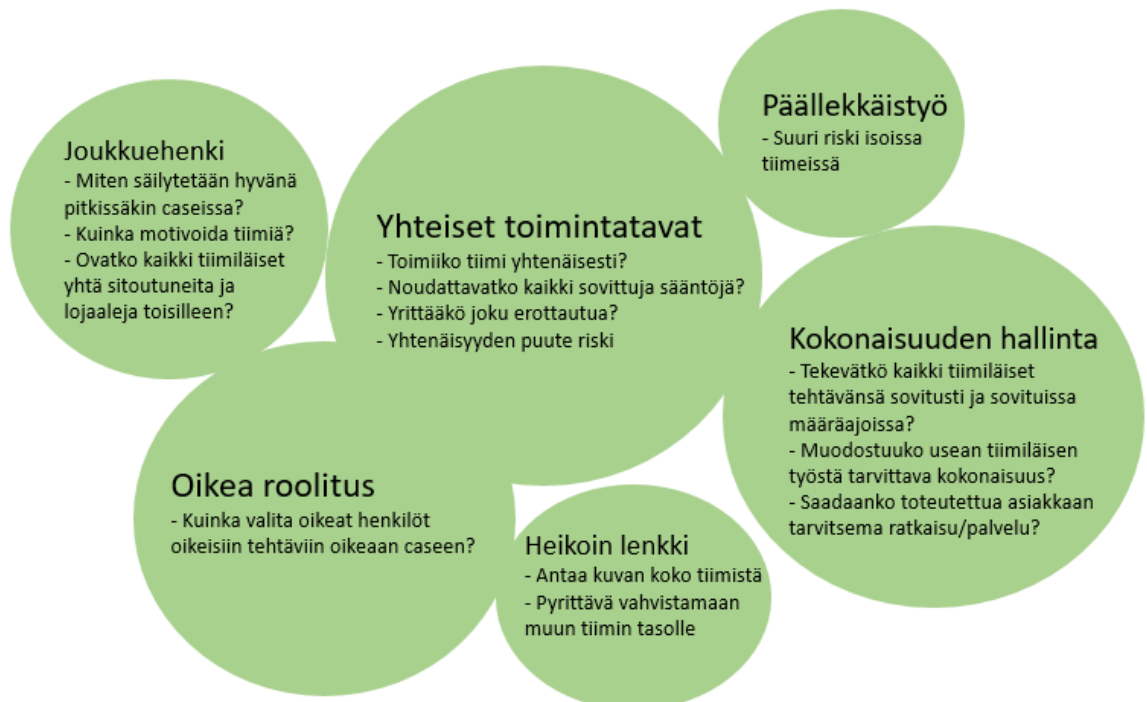 Joukkuehenki
- Miten säilytetään hyvänä
pitkissäkin caseissa?
- Kuinka motivoida tiimiä?
- Ovatko kaikki tiimiläiset
yhtä sitoutuneita ja
lojaaleja toisilleen?
Yhteiset toimintatavat
- Toimiiko tiimi yhtenäisesti?
- Noudattavatko kaikki sovittuja sääntöjä?
- Yrittääkö joku erottautua?
- Yhtenäisyyden puute riski
Päällekkäistyö
- Suuri riski isoissa
tiimeissä
Kokonaisuuden hallinta
- Tekevätkö kaikki tiimiläiset
tehtävänsä sovitusti ja sovituissa
määräajoissa?
- Muodostuuko usean tiimiläisen
työstä tarvittava kokonaisuus?
- Saadaanko toteutettua asiakkaan
tarvitsema ratkaisu/palvelu?
Oikea roolitus
- Kuinka valita oikeat henkilöt
oikeisiin tehtäviin oikeaan caseen?
Heikoin lenkki
- Antaa kuvan koko tiimistä
- Pyrittävä vahvistamaan
muun tiimin tasolle